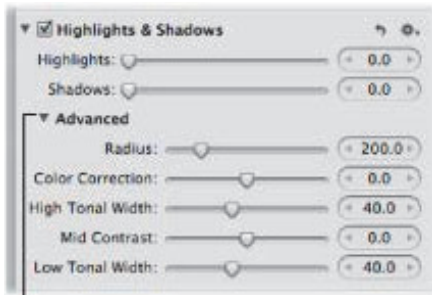 Highlights & Shadows
Highlights: 0.0
Shadows: 0.0
Advanced
Radius: 200.0
Color Correction: 0.0
High Tonal Width: 40.0
Mid Contrast: 0.0
Low Tonal Width: 40.0